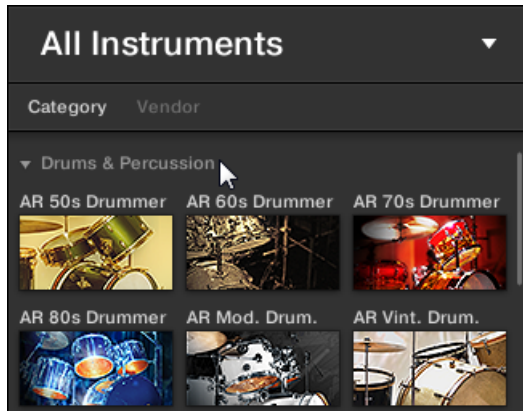 All Instruments
Category Vendor
Drums & Percussion
AR 50s Drummer AR 60s Drummer AR 70s Drummer
AR 80s Drummer AR Mod. Drum. AR Vint. Drum.